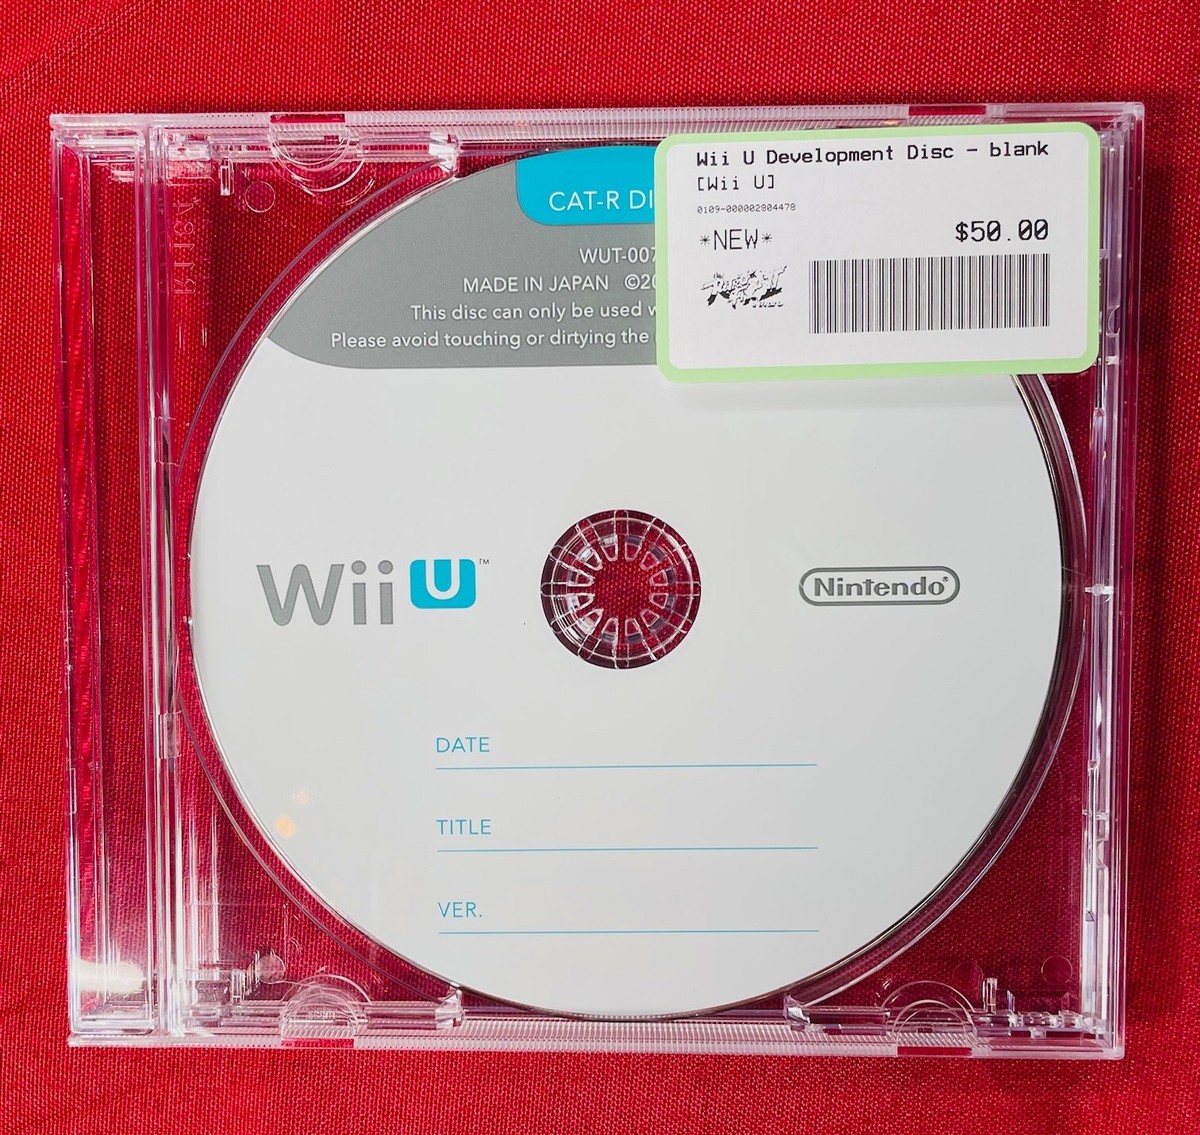 Wii U Development Disc - blank
[Wii U]
0109-000002804478
*NEW*
$50.00
CAT-R DI
WUT-007
MADE IN JAPAN ©20
This disc can only be used w
Please avoid touching or dirtying the
Wii U™
Nintendo®
DATE
TITLE
VER.